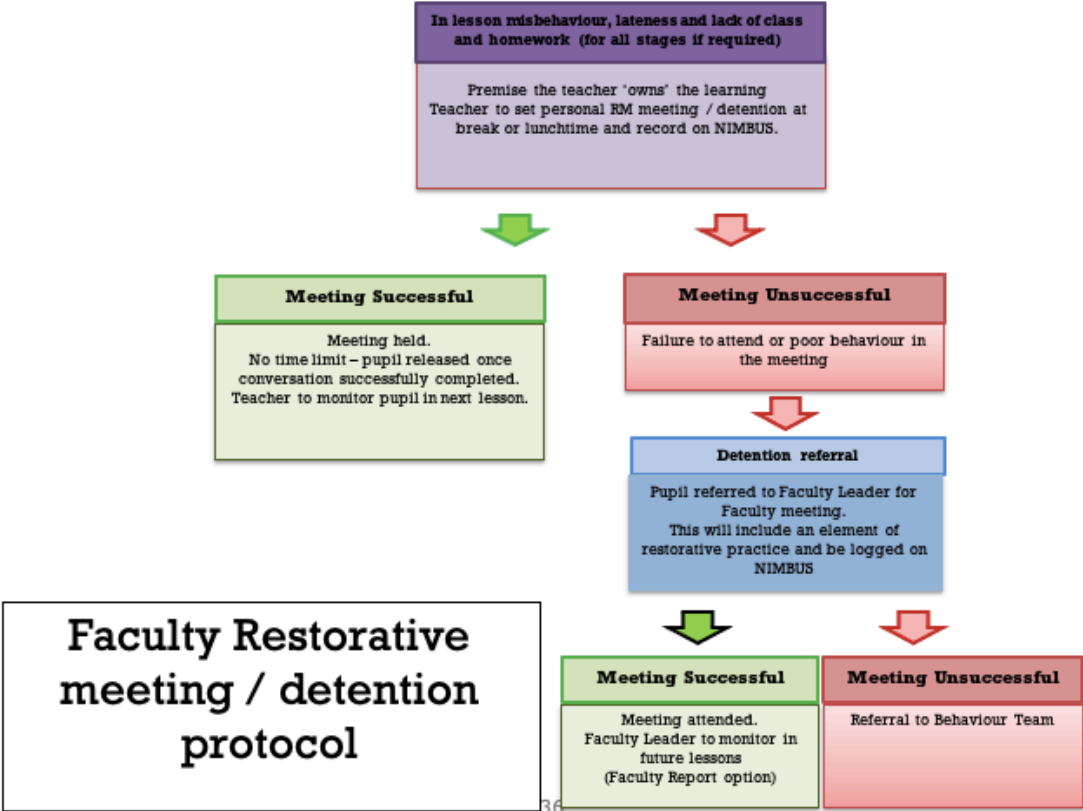 In lesson misbehaviour, lateness and lack of class
and homework (for all stages if required)
Premise the teacher 'owns' the learning
Teacher to set personal RM meeting / detention at
break or lunchtime and record on NIMBUS.
Meeting Successful
Meeting held.
No time limit – pupil released once
conversation successfully completed.
Teacher to monitor pupil in next lesson.
Meeting Unsuccessful
Failure to attend or poor behaviour in
the meeting
Detention referral
Pupil referred to Faculty Leader for
Faculty meeting.
This will include an element of
restorative practice and be logged on
NIMBUS
Faculty Restorative
meeting / detention
protocol
Meeting Successful
Meeting attended.
Faculty Leader to monitor in
future lessons
(Faculty Report option)
Meeting Unsuccessful
Referral to Behaviour Team
36